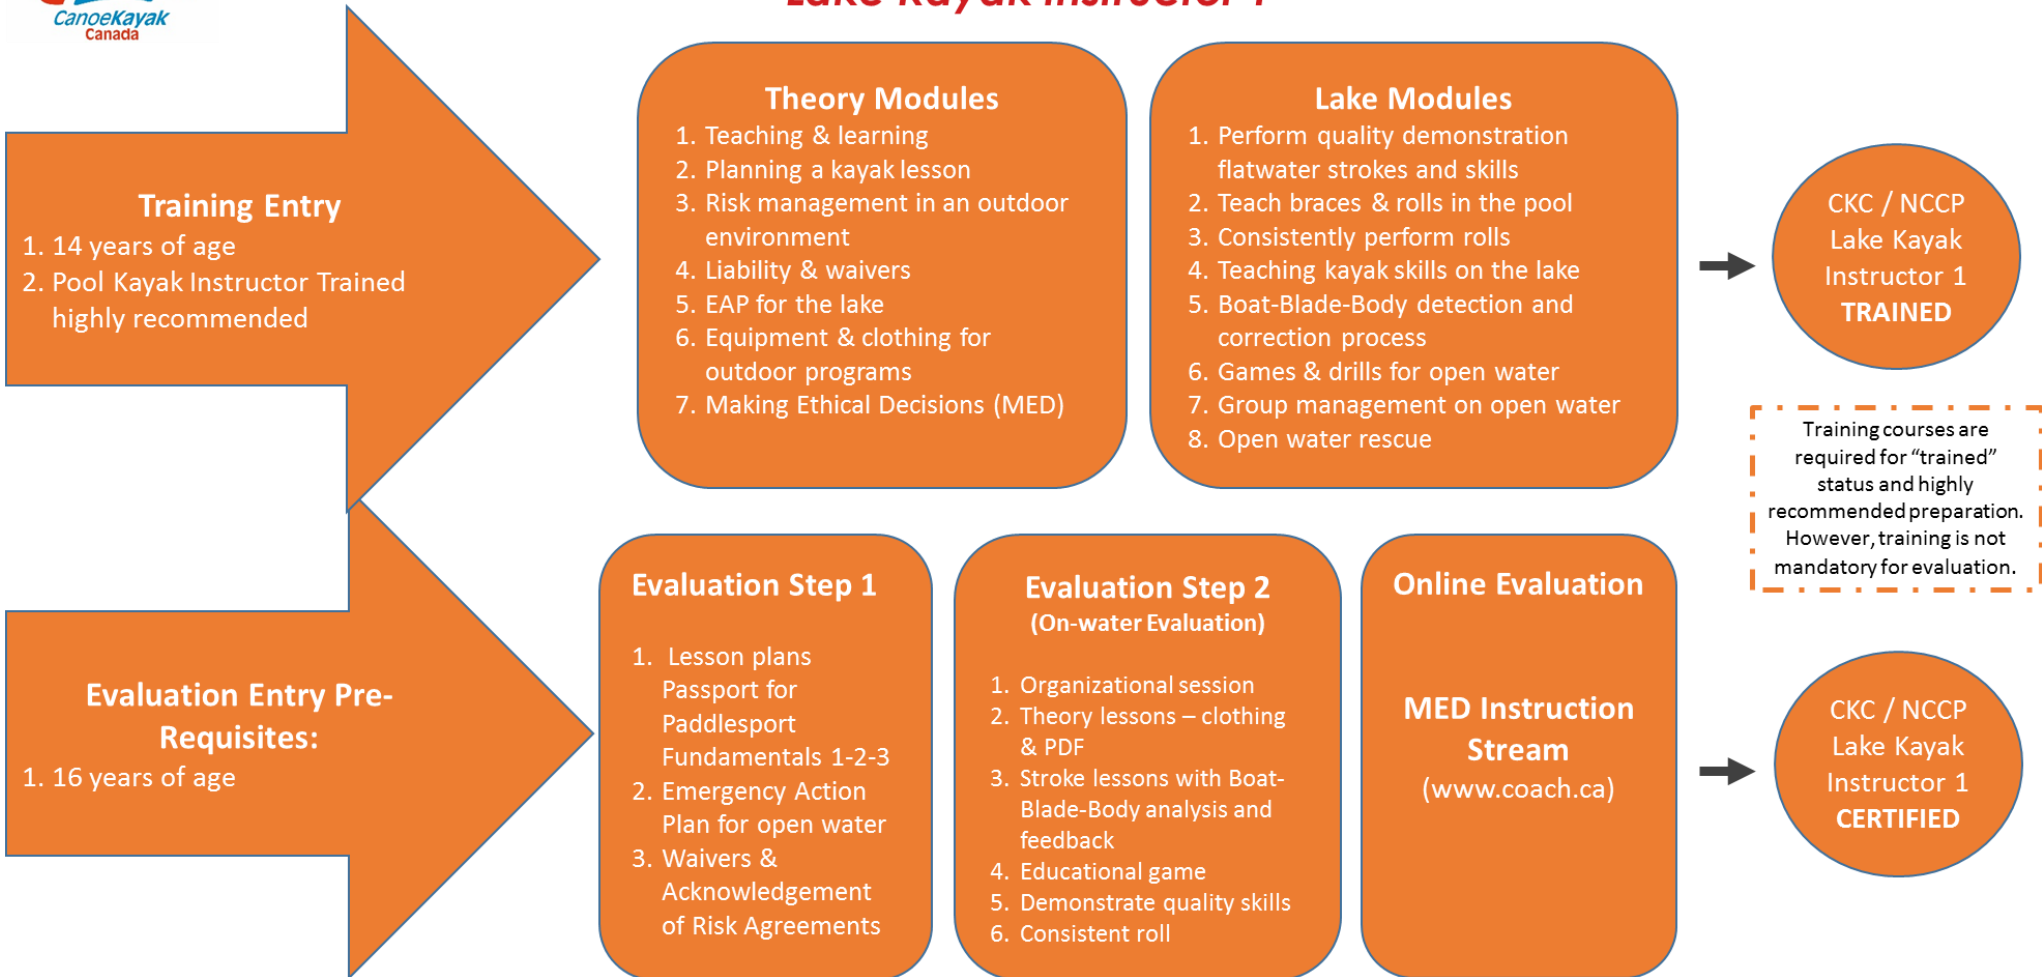 CanoeKayak
Canada
Lake Kayak Instructor 1
Training Entry
1. 14 years of age
2. Pool Kayak Instructor Trained
highly recommended
Theory Modules
1. Teaching & learning
2. Planning a kayak lesson
3. Risk management in an outdoor
environment
4. Liability & waivers
5. EAP for the lake
6. Equipment & clothing for
outdoor programs
7. Making Ethical Decisions (MED)
Lake Modules
1. Perform quality demonstration
flatwater strokes and skills
2. Teach braces & rolls in the pool
3. Consistently perform rolls
4. Teaching kayak skills on the lake
5. Boat-Blade-Body detection and
correction process
6. Games & drills for open water
7. Group management on open water
8. Open water rescue
CKC / NCCP
Lake Kayak
Instructor 1
TRAINED
Training courses are
required for “trained”
status and highly
recommended preparation.
However, training is not
mandatory for evaluation.
Evaluation Entry Pre-
Requisites:
1. 16 years of age
Evaluation Step 1
1. Lesson plans
Passport for
Paddlesport
Fundamentals 1-2-3
2. Emergency Action
Plan for open water
3. Waivers &
Acknowledgement
of Risk Agreements
Evaluation Step 2
(On-water Evaluation)
1. Organizational session
2. Theory lessons – clothing
& PDF
3. Stroke lessons with Boat-
Blade-Body analysis and
feedback
4. Educational game
5. Demonstrate quality skills
6. Consistent roll
Online Evaluation
MED Instruction
Stream
(www.coach.ca)
CKC / NCCP
Lake Kayak
Instructor 1
CERTIFIED